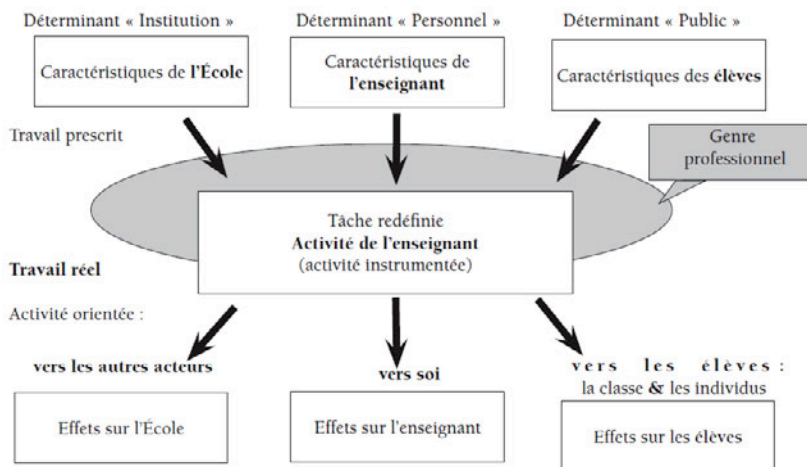 Déterminant « Institution »
Déterminant « Personnel »
Déterminant « Public »
Caractéristiques de l'École
Caractéristiques de
l'enseignant
Caractéristiques des élèves
Travail prescrit
Genre
professionnel
Tâche redéfinie
Activité de l'enseignant
(activité instrumentée)
Travail réel
Activité orientée :
vers les autres acteurs
vers soi
vers les élèves :
la classe & les individus
Effets sur l'École
Effets sur l'enseignant
Effets sur les élèves